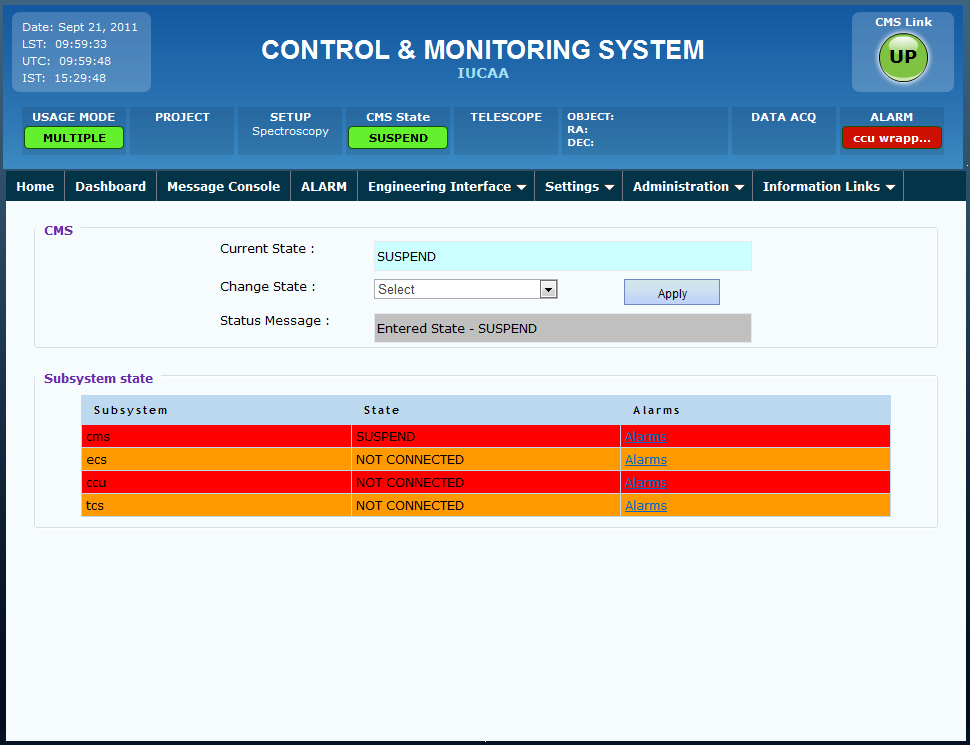 Date: Sept 21, 2011
LST: 09:59:33
UTC: 09:59:48
IST: 15:29:48
CONTROL & MONITORING SYSTEM
IUCAA
CMS Link
UP
USAGE MODE
MULTIPLE
PROJECT
SETUP
Spectroscopy
CMS State
SUSPEND
TELESCOPE
OBJECT:
RA:
DEC:
DATA ACQ
ALARM
ccu wrapp...
Home Dashboard Message Console ALARM Engineering Interface Settings Administration Information Links
CMS
Current State : SUSPEND
Change State : Select Apply
Status Message : Entered State - SUSPEND
Subsystem state
Subsystem State Alarms
cms SUSPEND Alarms
ecs NOT CONNECTED Alarms
ccu NOT CONNECTED Alarms
tcs NOT CONNECTED Alarms